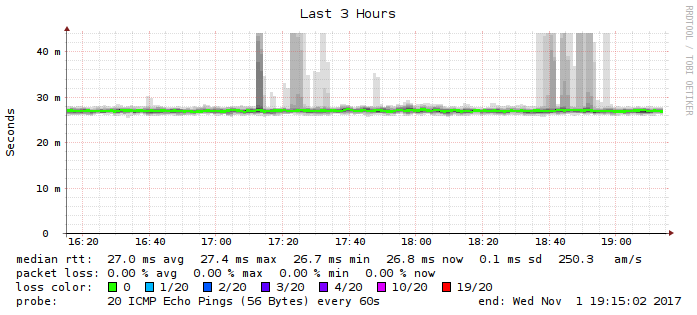 Last 3 Hours
RRDTOOL / TOBI OETIKER
Seconds
40 m
30 m
20 m
10 m
0
16:20 16:40 17:00 17:20 17:40 18:00 18:20 18:40 19:00
median rtt: 27.0 ms avg 27.4 ms max 26.7 ms min 26.8 ms now 0.1 ms sd 250.3 am/s
packet loss: 0.00 % avg 0.00 % max 0.00 % min 0.00 % now
loss color: 0 1/20 2/20 3/20 4/20 10/20 19/20
probe: 20 ICMP Echo Pings (56 Bytes) every 60s end: Wed Nov 1 19:15:02 2017